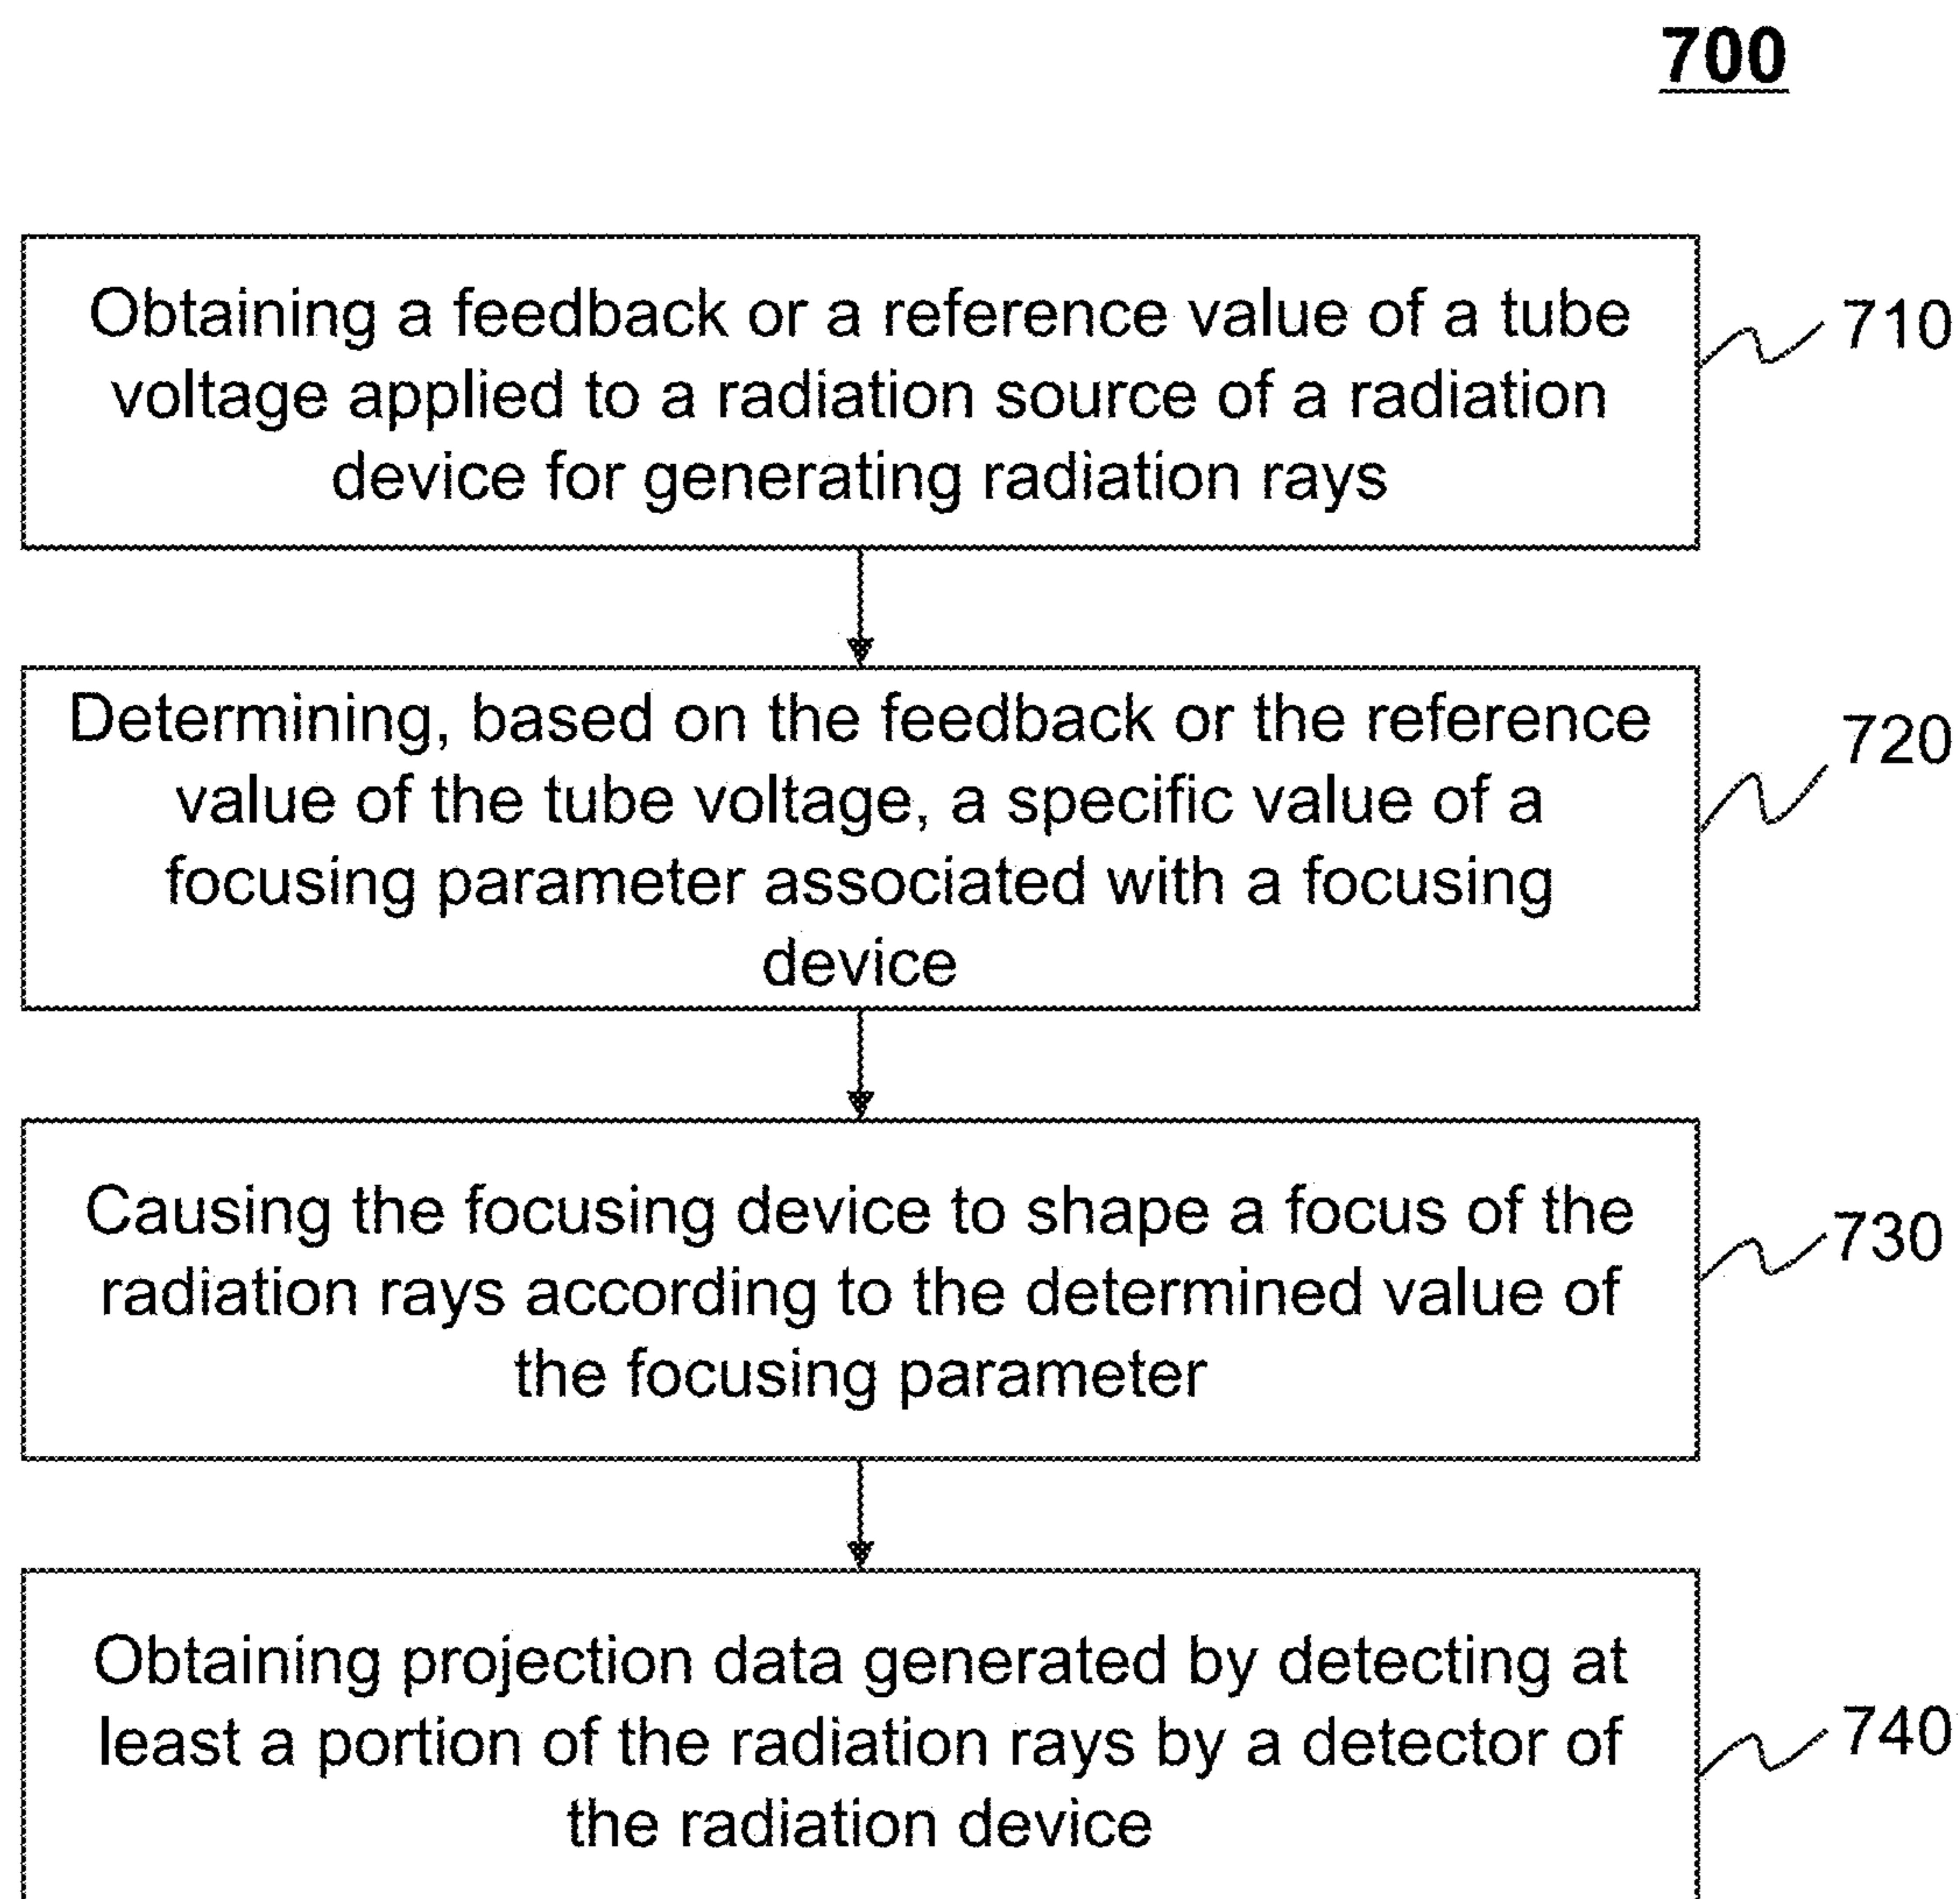 700
Obtaining a feedback or a reference value of a tube
voltage applied to a radiation source of a radiation
device for generating radiation rays
710
Determining, based on the feedback or the reference
value of the tube voltage, a specific value of a
focusing parameter associated with a focusing
device
720
Causing the focusing device to shape a focus of the
radiation rays according to the determined value of
the focusing parameter
730
Obtaining projection data generated by detecting at
least a portion of the radiation rays by a detector of
the radiation device
740